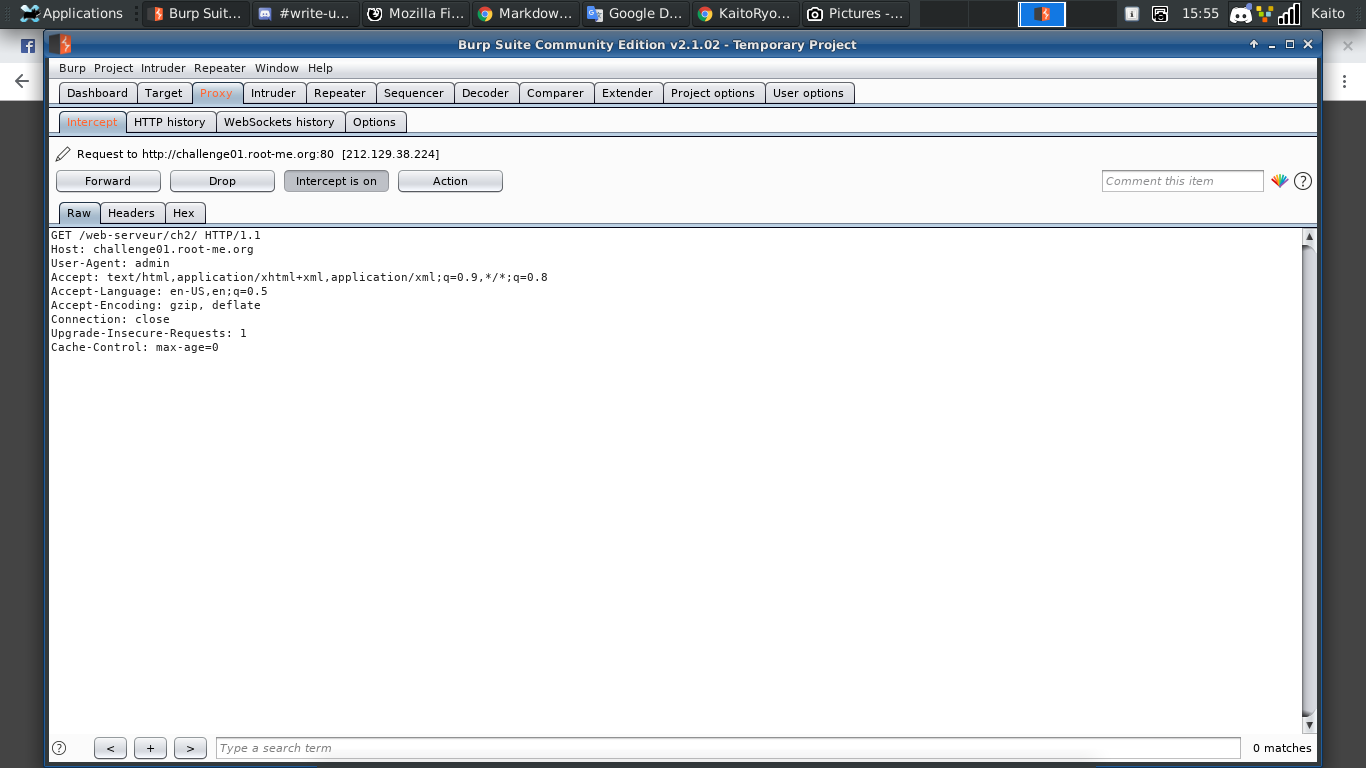 Applications Burp Suit... #write-u... Mozilla Fi... Markdow... Google D... KaitoRyo... Pictures -... 15:55 Kaito
Burp Suite Community Edition v2.1.02 - Temporary Project
Burp Project Intruder Repeater Window Help
Dashboard Target Proxy Intruder Repeater Sequencer Decoder Comparer Extender Project options User options
Intercept HTTP history WebSockets history Options
Request to http://challenge01.root-me.org:80 [212.129.38.224]
Forward Drop Intercept is on Action Comment this item ?
Raw Headers Hex
GET /web-serveur/ch2/ HTTP/1.1
Host: challenge01.root-me.org
User-Agent: admin
Accept: text/html,application/xhtml+xml,application/xml;q=0.9,*/*;q=0.8
Accept-Language: en-US,en;q=0.5
Accept-Encoding: gzip, deflate
Connection: close
Upgrade-Insecure-Requests: 1
Cache-Control: max-age=0
? < + > Type a search term 0 matches